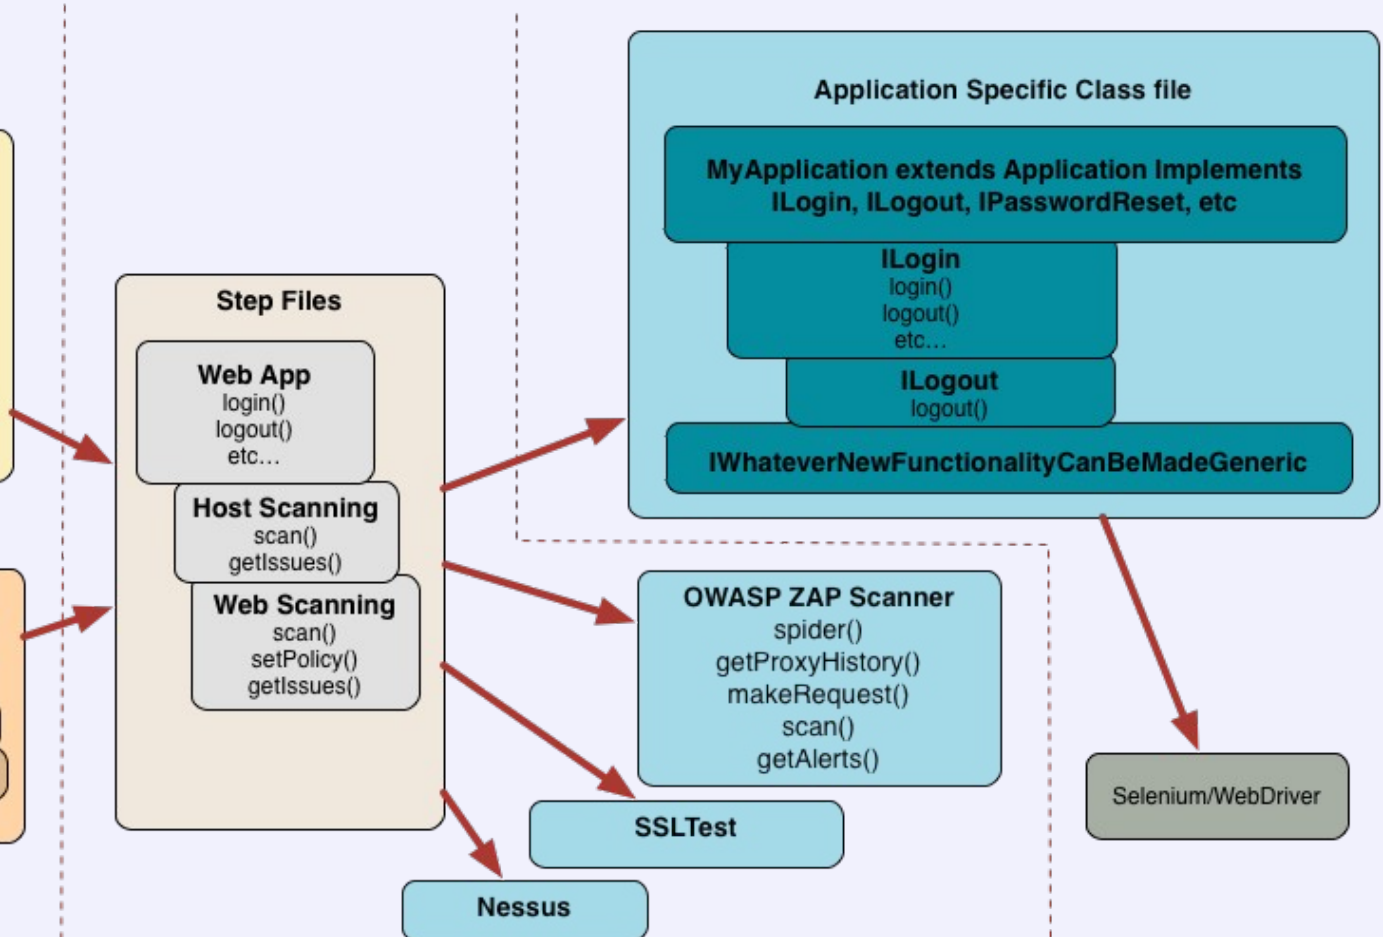 Application Specific Class file
MyApplication extends Application Implements
ILogin, ILogout, IPasswordReset, etc
ILogin
login()
logout()
etc...
ILogout
logout()
IWhateverNewFunctionalityCanBeMadeGeneric
Step Files
Web App
login()
logout()
etc...
Host Scanning
scan()
getIssues()
Web Scanning
scan()
setPolicy()
getIssues()
OWASP ZAP Scanner
spider()
getProxyHistory()
makeRequest()
scan()
getAlerts()
SSLTest
Nessus
Selenium/WebDriver